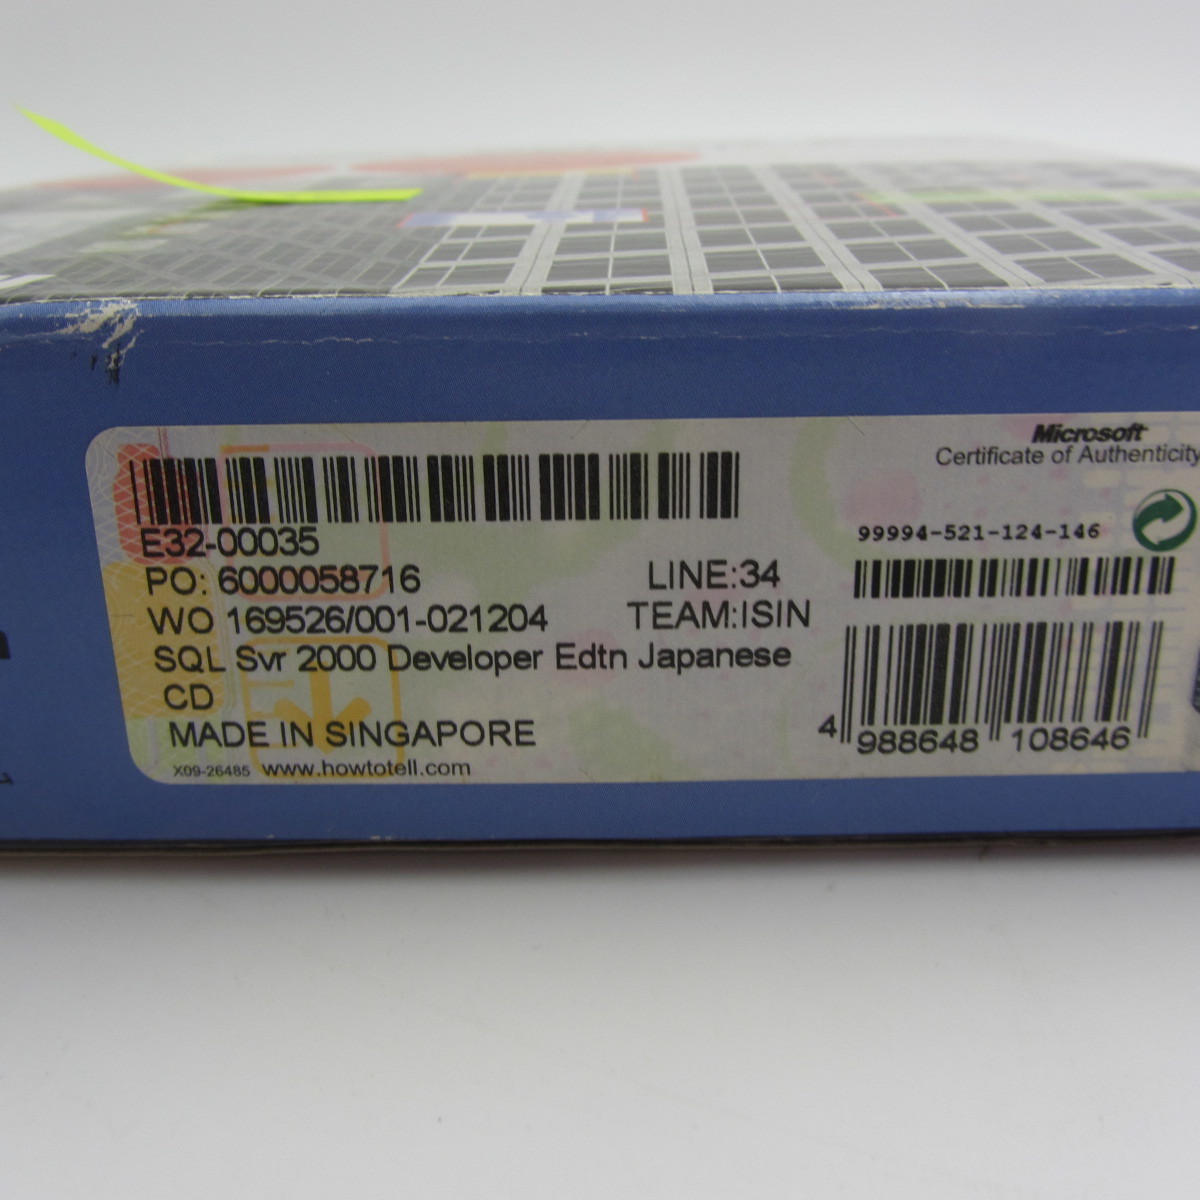 Microsoft
Certificate of Authenticity
E32-00035
99994-521-124-146
PO: 6000058716 LINE:34
WO 169526/001-021204 TEAM:ISIN
SQL Svr 2000 Developer Edtn Japanese
CD
MADE IN SINGAPORE
4 988648 108646
X09-26485 www.howtotell.com